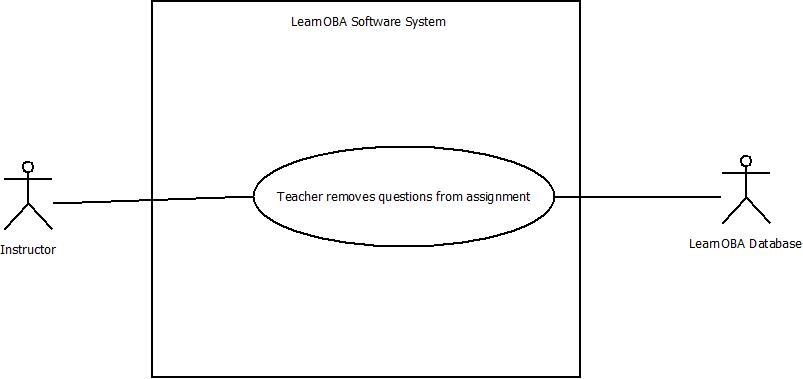 LearnOBA Software System
Teacher removes questions from assignment
Instructor
LearnOBA Database